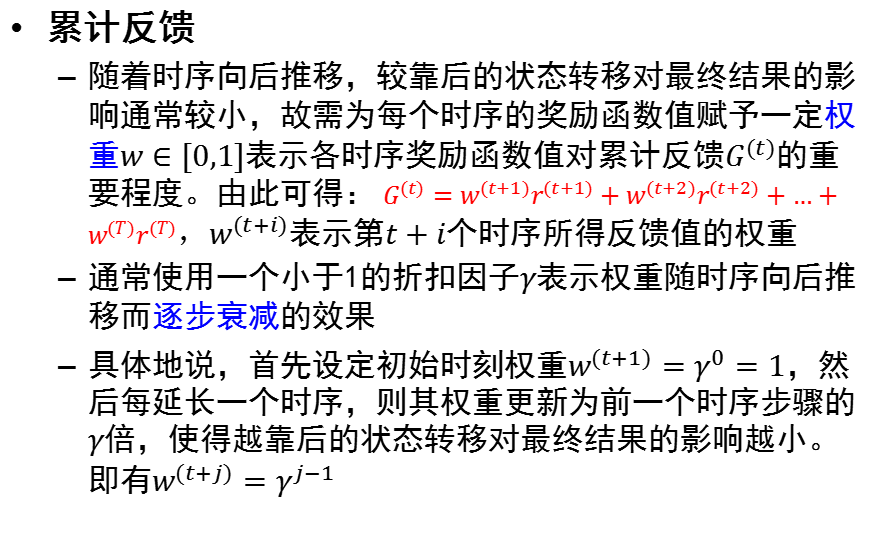 • 累计反馈
– 随着时序向后推移，较靠后的状态转移对最终结果的影
响通常较小，故需为每个时序的奖励函数值赋予一定权
重w ∈ [0,1]表示各时序奖励函数值对累计反馈G⁽ᵗ⁾的重
要程度。由此可得： G⁽ᵗ⁾ = w⁽ᵗ⁺¹⁾r⁽ᵗ⁺¹⁾ + w⁽ᵗ⁺²⁾r⁽ᵗ⁺²⁾ + … +
w^(T)r^(T)，w⁽ᵗ⁺ⁱ⁾表示第t + i个时序所得反馈值的权重
– 通常使用一个小于1的折扣因子γ表示权重随时序向后推
移而逐步衰减的效果
– 具体地说，首先设定初始时刻权重w⁽ᵗ⁺¹⁾ = γ⁰ = 1，然
后每延长一个时序，则其权重更新为前一个时序步骤的
γ倍，使得越靠后的状态转移对最终结果的影响越小。
即有w⁽ᵗ⁺ʲ⁾ = γʲ⁻¹